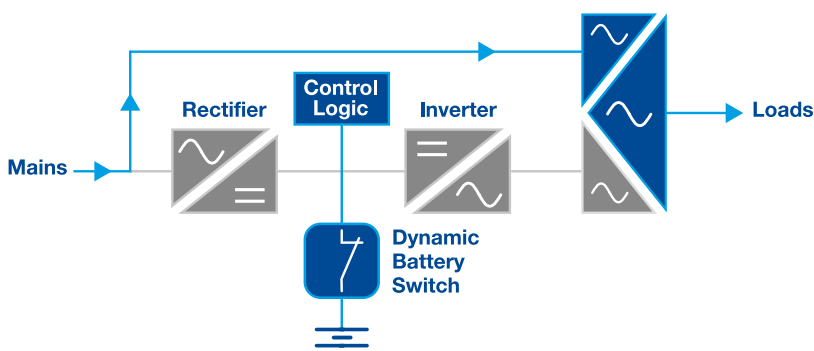 Control
Logic
Rectifier
Inverter
Mains
Loads
Dynamic
Battery
Switch